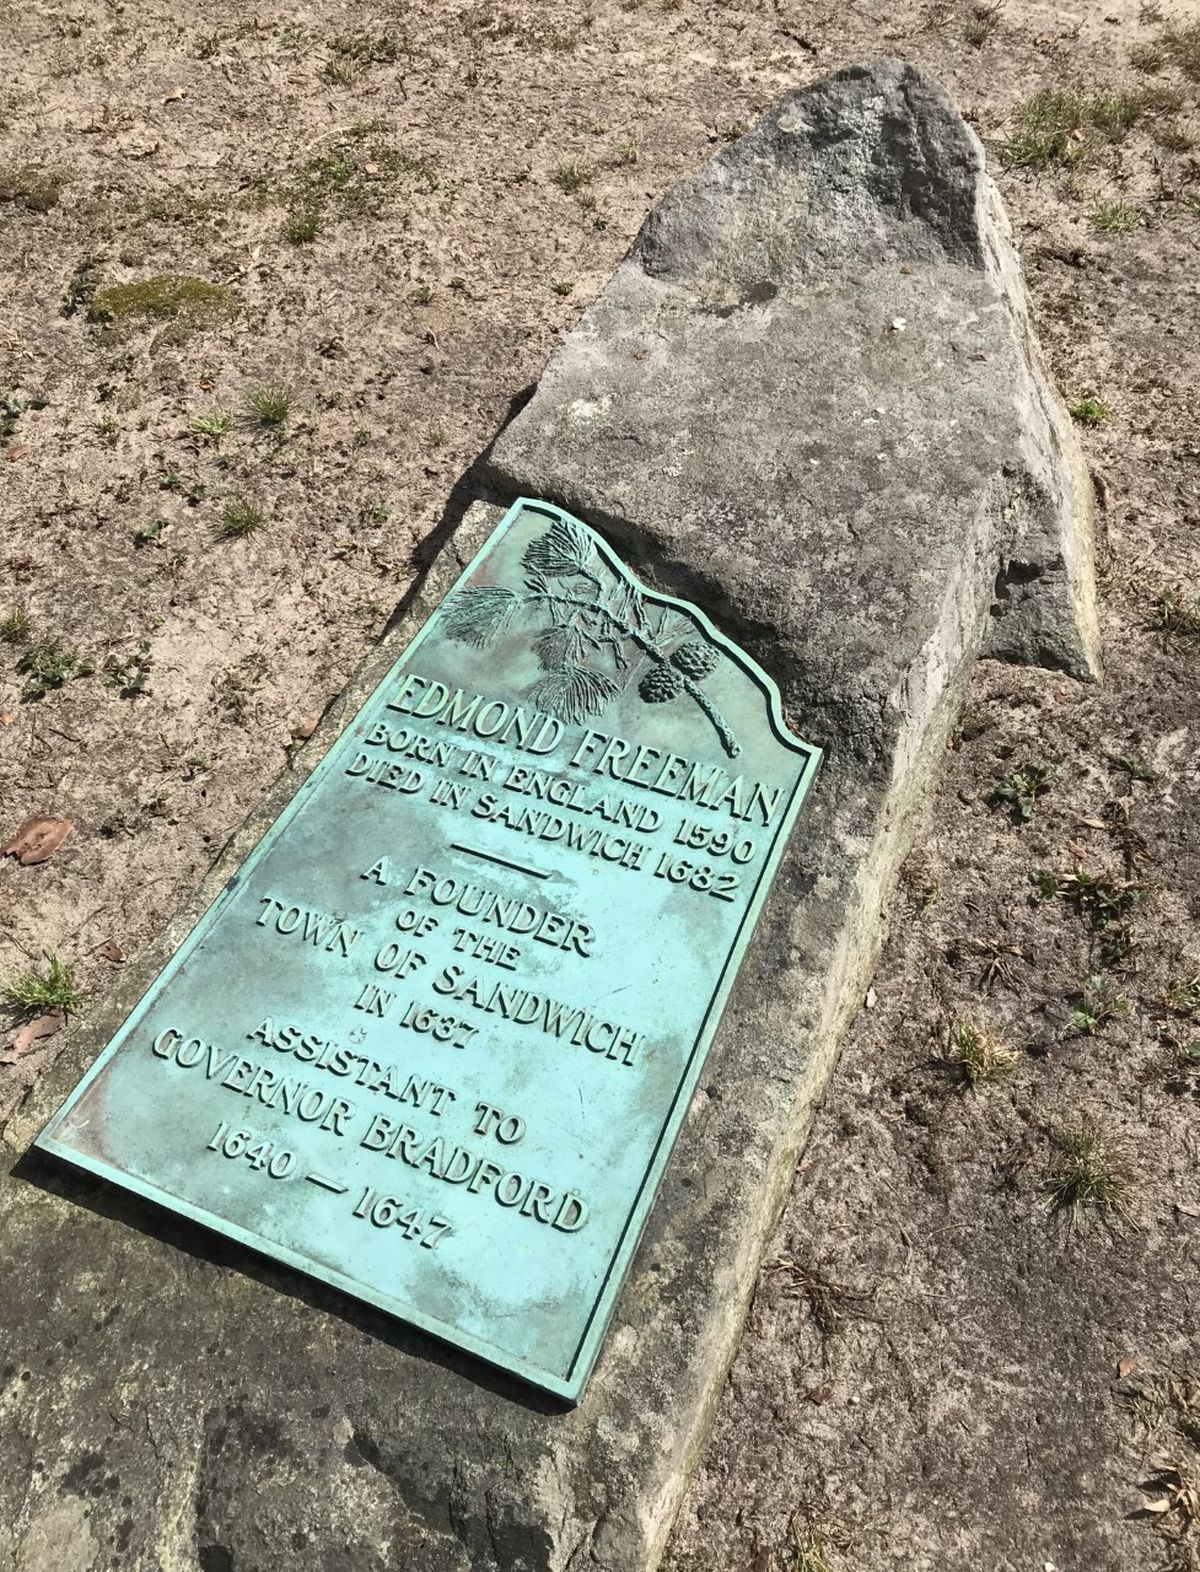 EDMOND FREEMAN
BORN IN ENGLAND 1590
DIED IN SANDWICH 1682
A FOUNDER
OF THE
TOWN OF SANDWICH
IN 1637
ASSISTANT TO
GOVERNOR BRADFORD
1640 — 1647